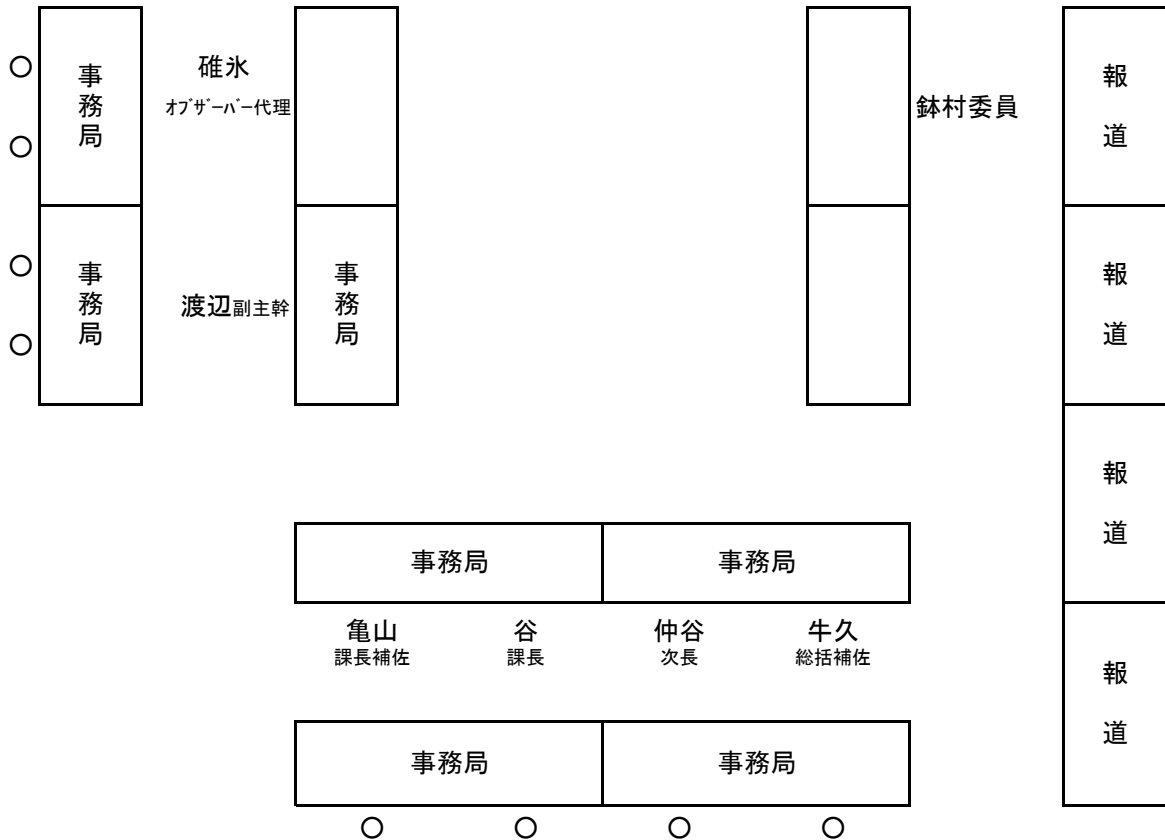 事務局
碓氷
オブザーバー代理
鉢村委員
報道
事務局
渡辺副主幹
事務局
報道
報道
事務局
事務局
亀山
課長補佐
谷
課長
仲谷
次長
牛久
総括補佐
報道
事務局
事務局